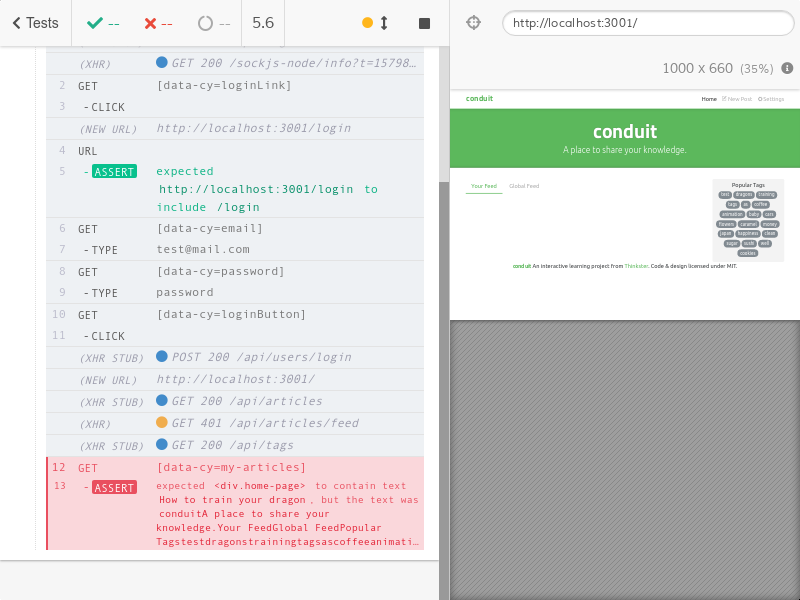 Tests
--
--
--
5.6
(XHR) GET 200 /sockjs-node/info?t=15798…
2 GET [data-cy=loginLink]
3 -CLICK
(NEW URL) http://localhost:3001/login
4 URL
5 -ASSERT expected
http://localhost:3001/login to
include /login
6 GET [data-cy=email]
7 -TYPE test@mail.com
8 GET [data-cy=password]
9 -TYPE password
10 GET [data-cy=loginButton]
11 -CLICK
(XHR STUB) POST 200 /api/users/login
(NEW URL) http://localhost:3001/
(XHR STUB) GET 200 /api/articles
(XHR) GET 401 /api/articles/feed
(XHR STUB) GET 200 /api/tags
12 GET [data-cy=my-articles]
13 -ASSERT expected <div.home-page> to contain text
How to train your dragon, but the text was
conduitA place to share your
knowledge.Your FeedGlobal FeedPopular
Tagstestdragonstrainingtagsascoffeeanimati…
http://localhost:3001/
1000 x 660 (35%)
conduit
Home New Post Settings
conduit
A place to share your knowledge.
Your Feed Global Feed
Popular Tags
test dragons training
tags as coffee
animation baby cars
flowers caramel money
japan happiness clean
sugar sushi well
cookies
conduit An interactive learning project from Thinkster. Code & design licensed under MIT.